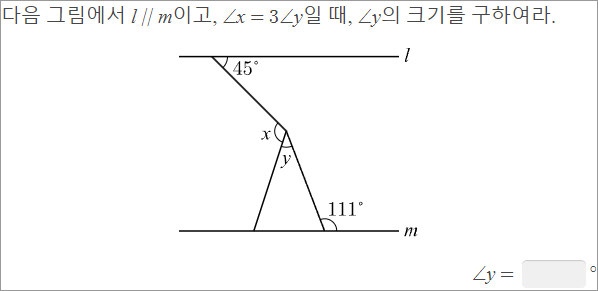 다음 그림에서 l // m이고, ∠x = 3∠y일 때, ∠y의 크기를 구하여라.
l
45°
x
y
111°
m
∠y = °